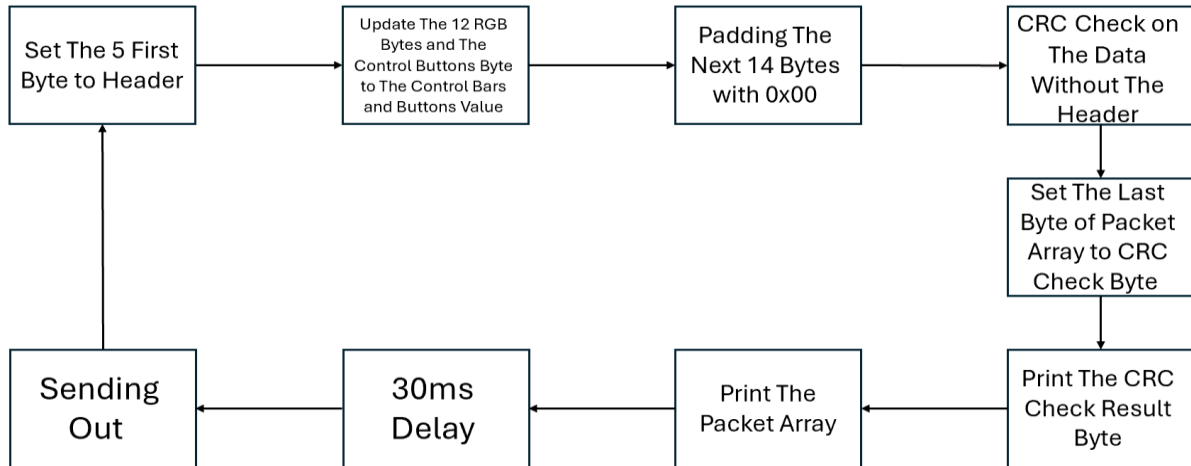 Set The 5 First
Byte to Header
Update The 12 RGB
Bytes and The
Control Buttons Byte
to The Control Bars
and Buttons Value
Padding The
Next 14 Bytes
with 0x00
CRC Check on
The Data
Without The
Header
Set The Last
Byte of Packet
Array to CRC
Check Byte
Print The CRC
Check Result
Byte
Print The
Packet Array
30ms
Delay
Sending
Out